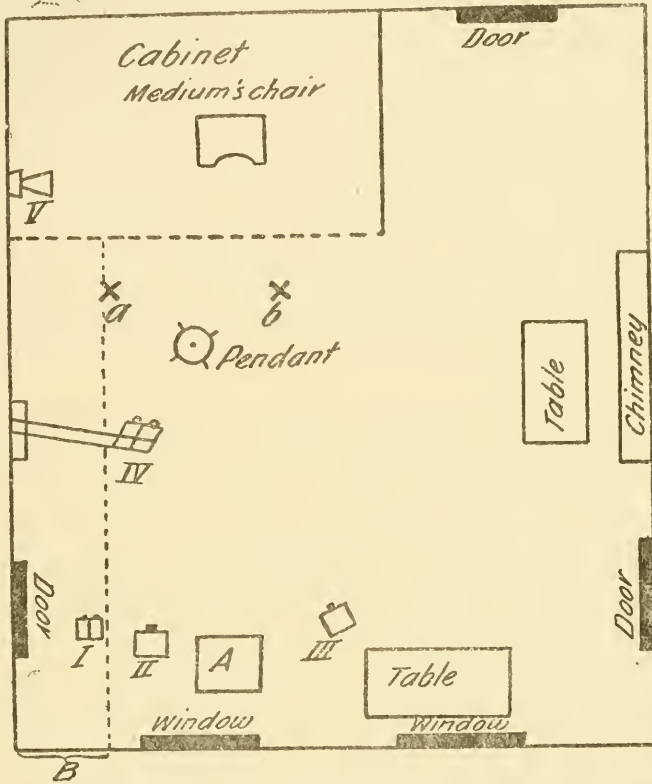 Door
Cabinet
Medium's chair
V
a
b
Pendant
Table
Chimney
IV
Door
Door
I
II
III
A
Table
Window
Window
B